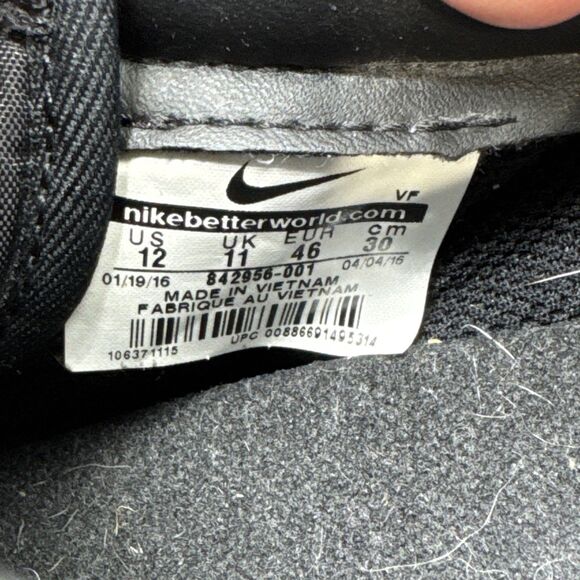 VF
nikebetterworld.com
US UK EUR cm
12 11 46 30
01/19/16 842956-001 04/04/16
MADE IN VIETNAM
FABRIQUE AU VIETNAM
106371115 UPC 00886691495314